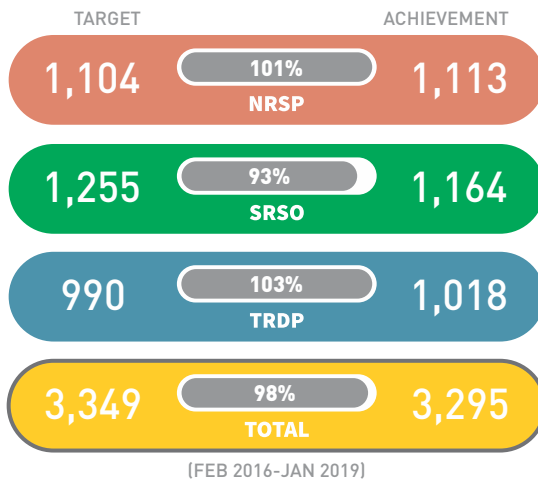 TARGET ACHIEVEMENT
1,104 101% 1,113
NRSP
1,255 93% 1,164
SRSO
990 103% 1,018
TRDP
3,349 98% 3,295
TOTAL
(FEB 2016-JAN 2019)